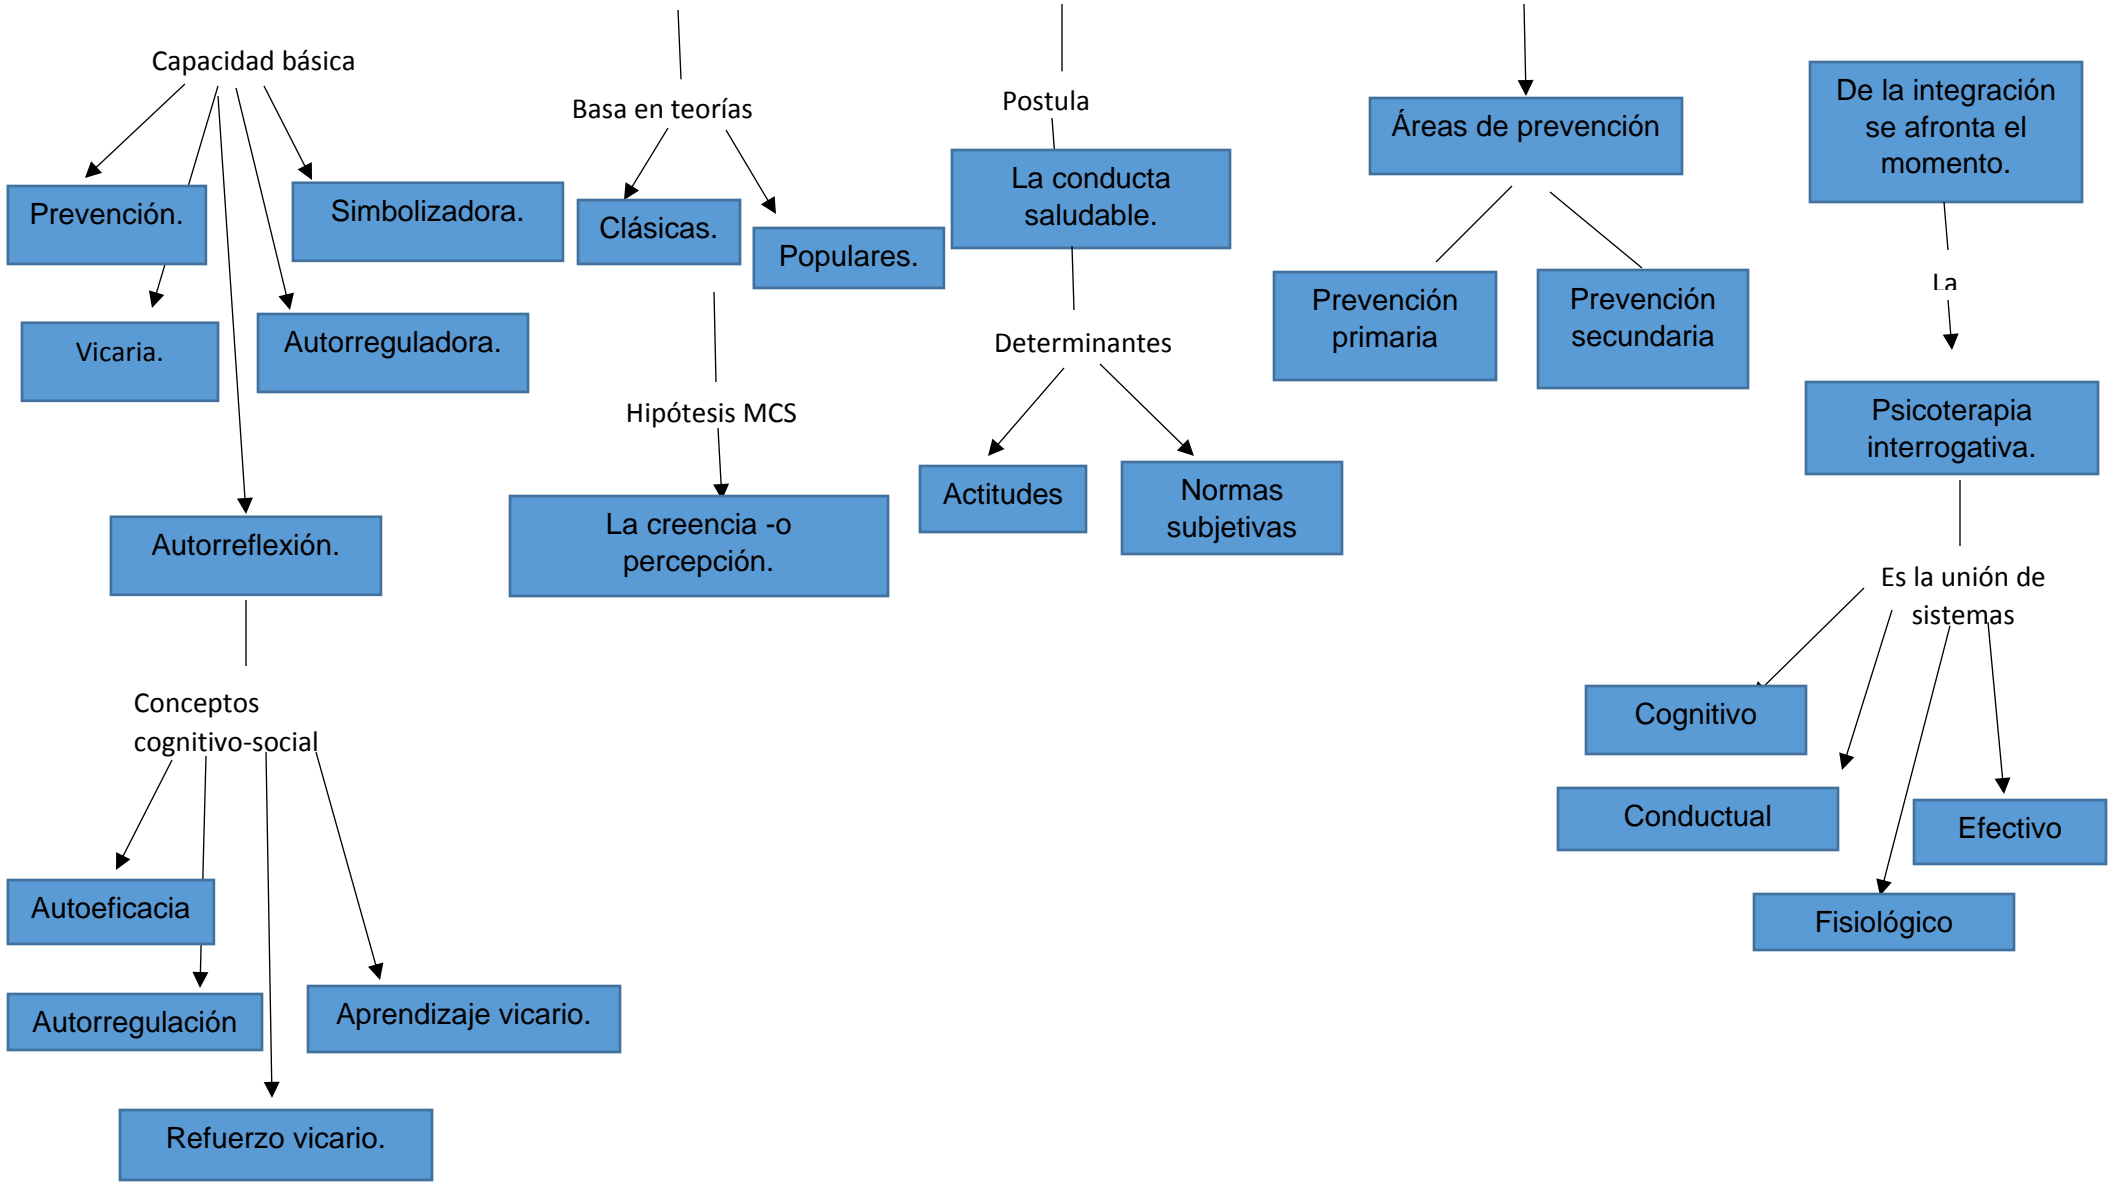 Capacidad básica
Prevención.
Simbolizadora.
Vicaria.
Autorreguladora.
Autorreflexión.
Conceptos
cognitivo-social
Autoeficacia
Autorregulación
Aprendizaje vicario.
Refuerzo vicario.
Basa en teorías
Clásicas.
Populares.
Hipótesis MCS
La creencia -o
percepción.
Postula
La conducta
saludable.
Determinantes
Actitudes
Normas
subjetivas
Áreas de prevención
Prevención
primaria
Prevención
secundaria
De la integración
se afronta el
momento.
La
Psicoterapia
interrogativa.
Es la unión de
sistemas
Cognitivo
Conductual
Efectivo
Fisiológico